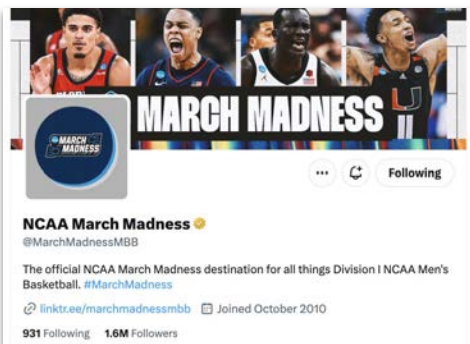 MARCH MADNESS
U
MARCH
MADNESS
Following
NCAA March Madness
@MarchMadnessMBB
The official NCAA March Madness destination for all things Division I NCAA Men's
Basketball. #MarchMadness
linktr.ee/marchmadnessmbb Joined October 2010
931 Following 1.6M Followers